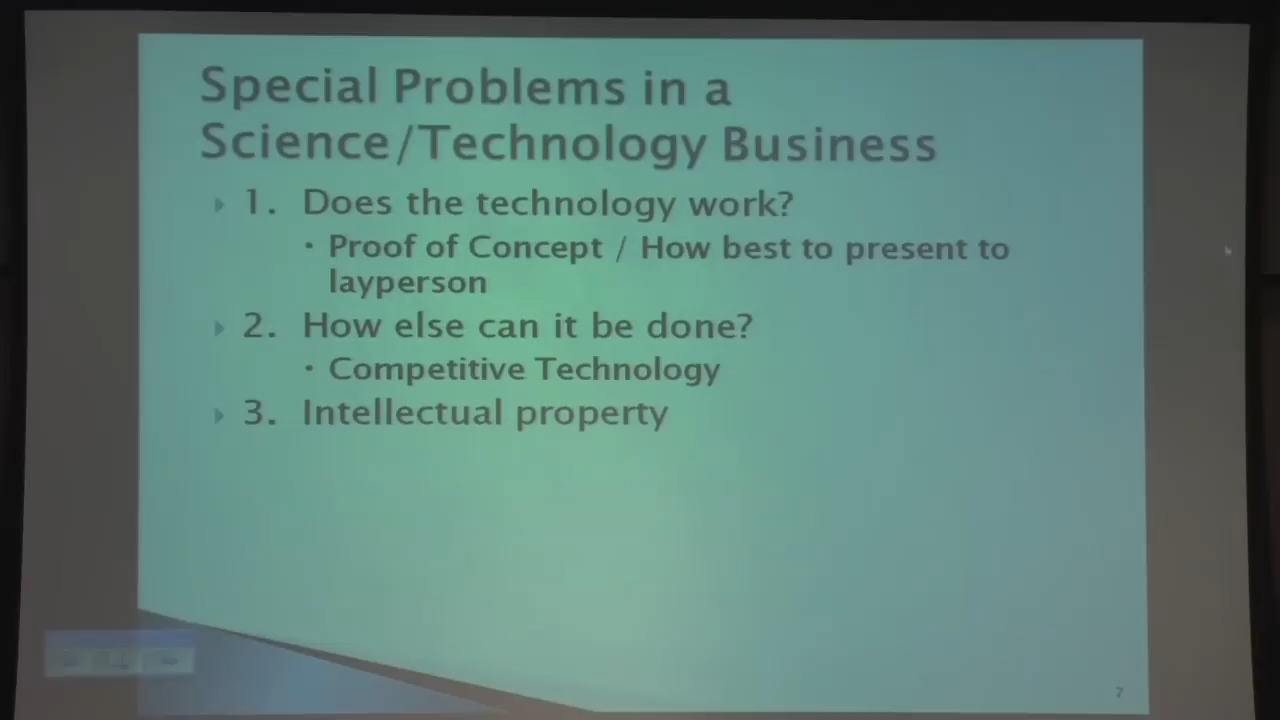 Special Problems in a
Science/Technology Business
1. Does the technology work?
• Proof of Concept / How best to present to
layperson
2. How else can it be done?
• Competitive Technology
3. Intellectual property
7